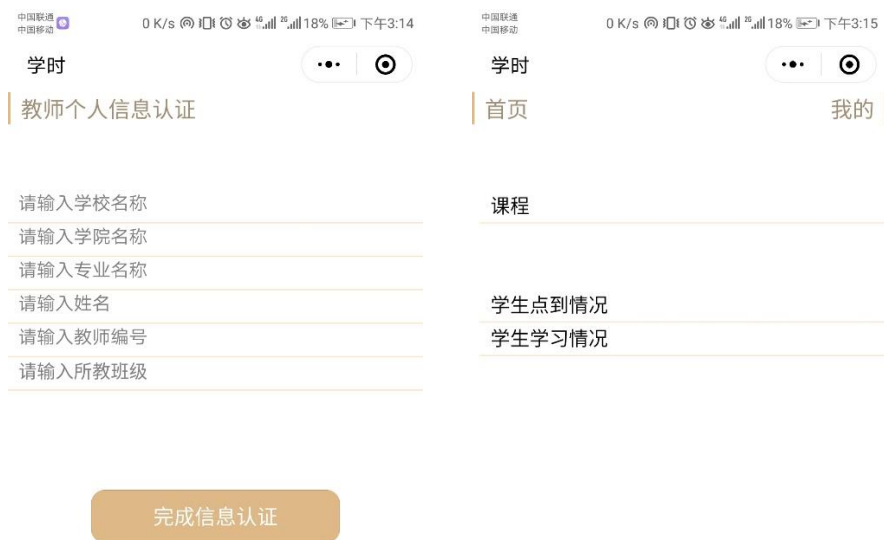 中国联通
中国移动
0 K/s 4G 2G 18% 下午3:14
学时
教师个人信息认证
请输入学校名称
请输入学院名称
请输入专业名称
请输入姓名
请输入教师编号
请输入所教班级
完成信息认证
中国联通
中国移动
0 K/s 4G 2G 18% 下午3:15
学时
首页 我的
课程
学生点到情况
学生学习情况